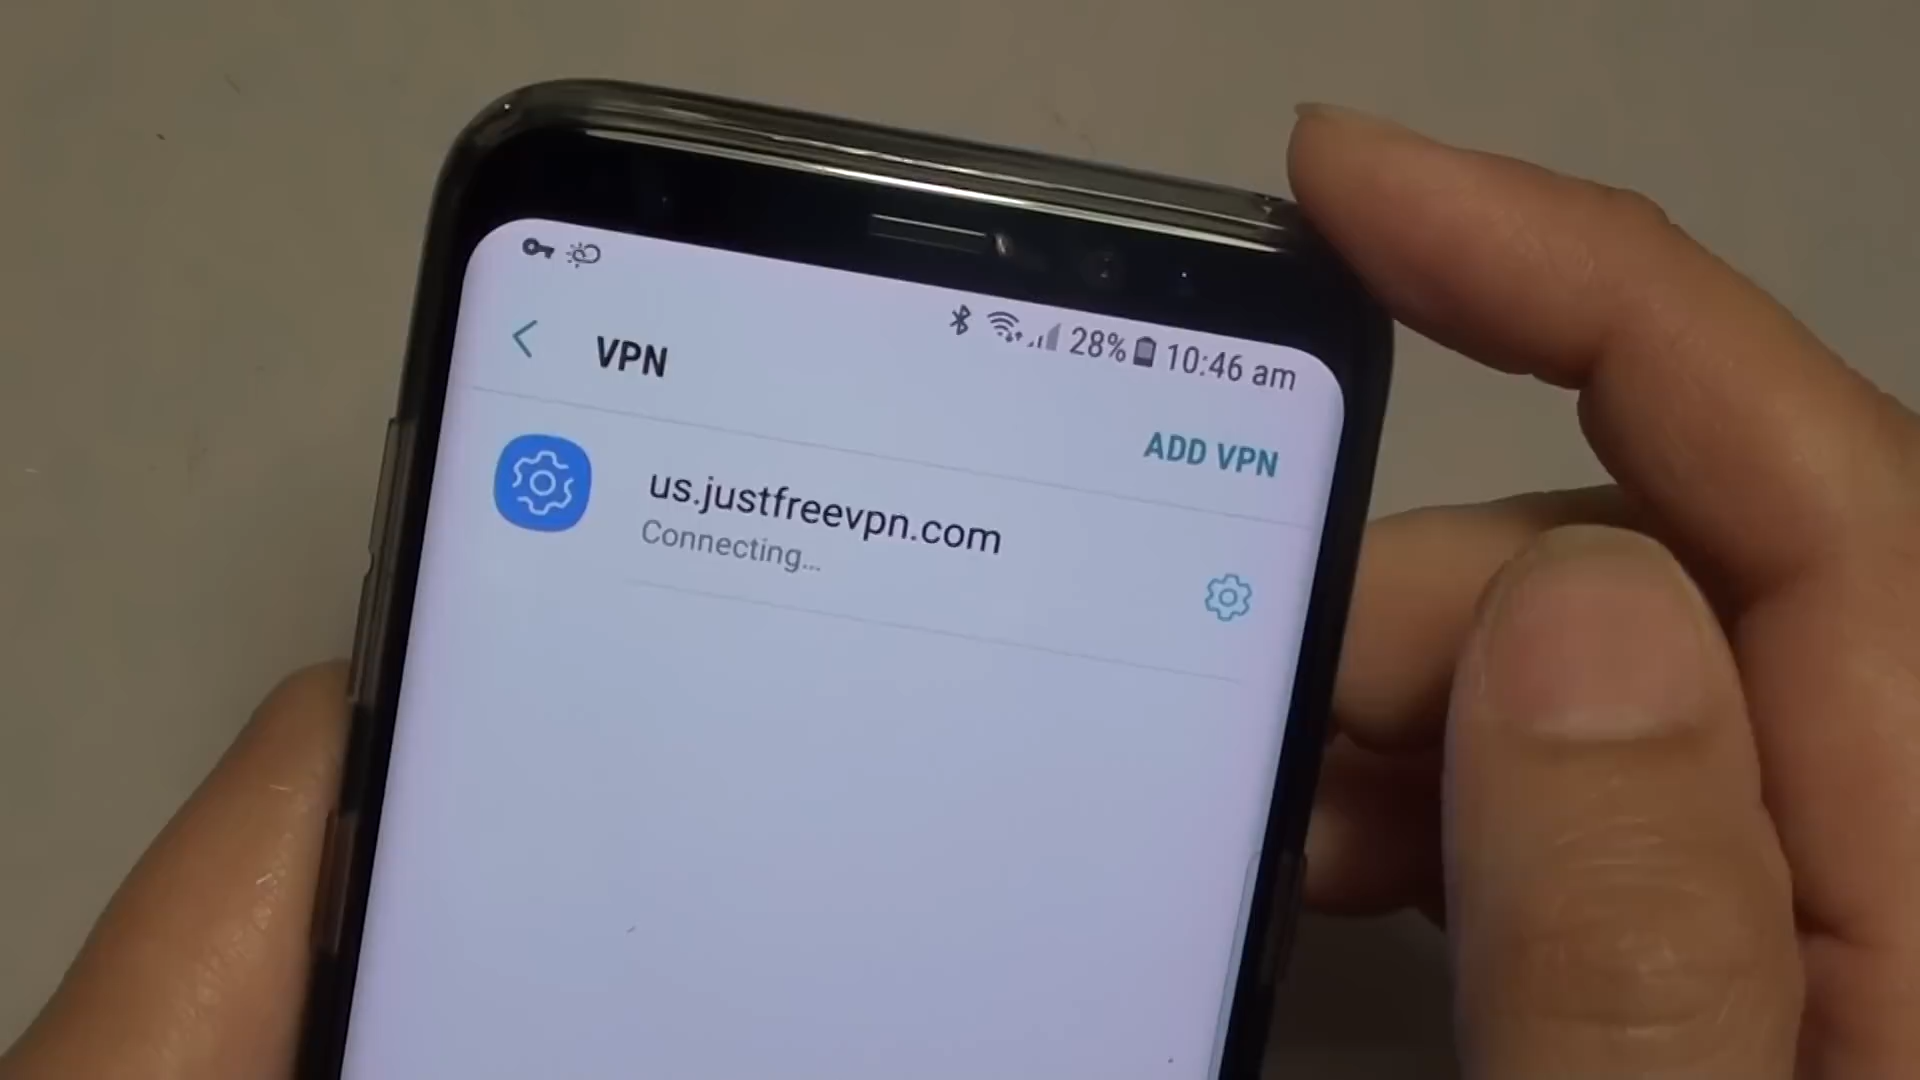 28% 10:46 am
VPN
ADD VPN
us.justfreevpn.com
Connecting...